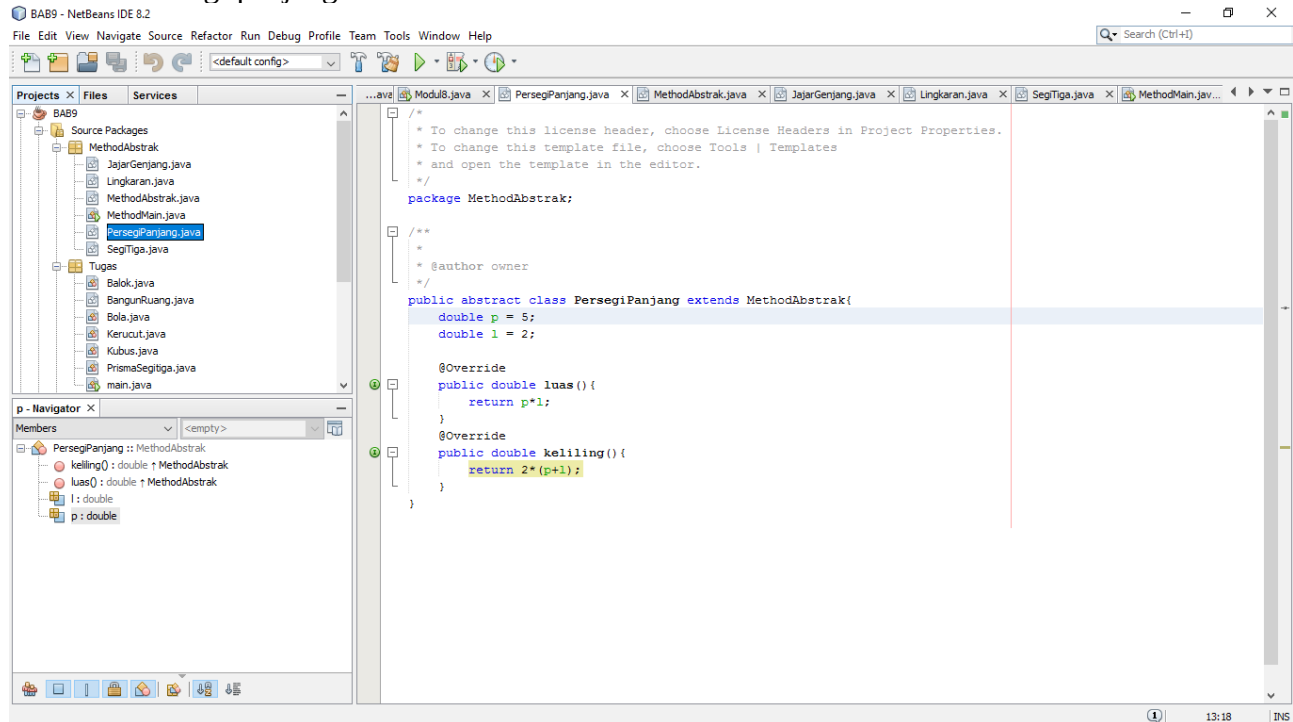 BAB9 - NetBeans IDE 8.2
File Edit View Navigate Source Refactor Run Debug Profile Team Tools Window Help
Search (Ctrl+I)
<default config>
Projects Files Services
BAB9
Source Packages
MethodAbstrak
JajarGenjang.java
Lingkaran.java
MethodAbstrak.java
MethodMain.java
PersegiPanjang.java
SegiTiga.java
Tugas
Balok.java
BangunRuang.java
Bola.java
Kerucut.java
Kubus.java
PrismaSegitiga.java
main.java
p - Navigator
Members <empty>
PersegiPanjang :: MethodAbstrak
keliling() : double ↑ MethodAbstrak
luas() : double ↑ MethodAbstrak
l : double
p : double
...ava Modul8.java PersegiPanjang.java MethodAbstrak.java JajarGenjang.java Lingkaran.java SegiTiga.java MethodMain.jav...
/*
* To change this license header, choose License Headers in Project Properties.
* To change this template file, choose Tools | Templates
* and open the template in the editor.
*/
package MethodAbstrak;
/**
*
* @author owner
*/
public abstract class PersegiPanjang extends MethodAbstrak{
double p = 5;
double l = 2;
@Override
public double luas(){
return p*l;
}
@Override
public double keliling(){
return 2*(p+l);
}
}
1 13:18 INS